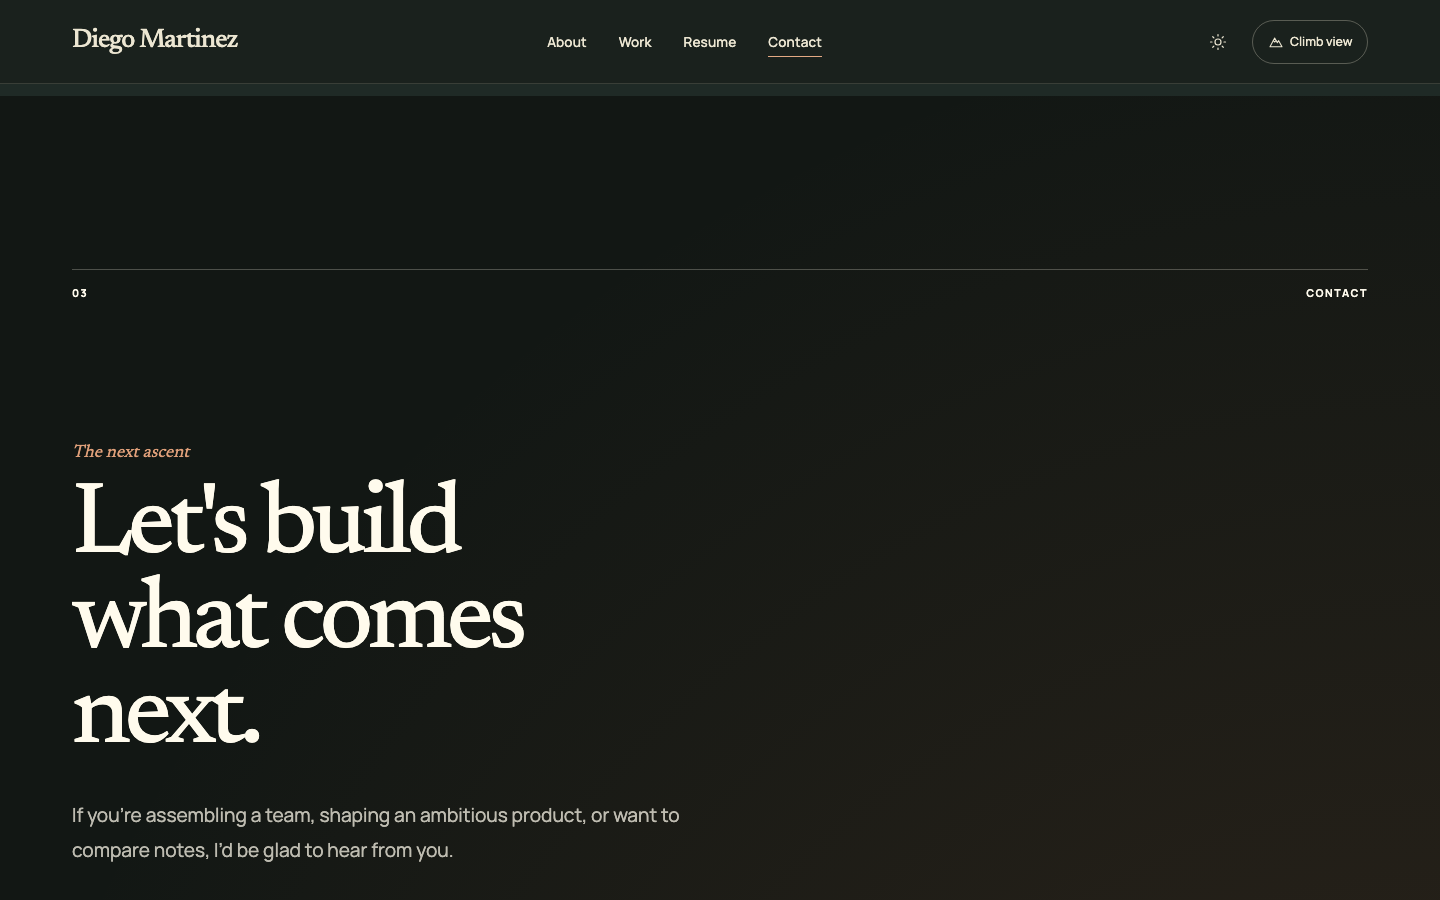 Diego Martinez
About
Work
Resume
Contact
Climb view
03
CONTACT
The next ascent
Let's build
what comes
next.
If you’re assembling a team, shaping an ambitious product, or want to
compare notes, I’d be glad to hear from you.